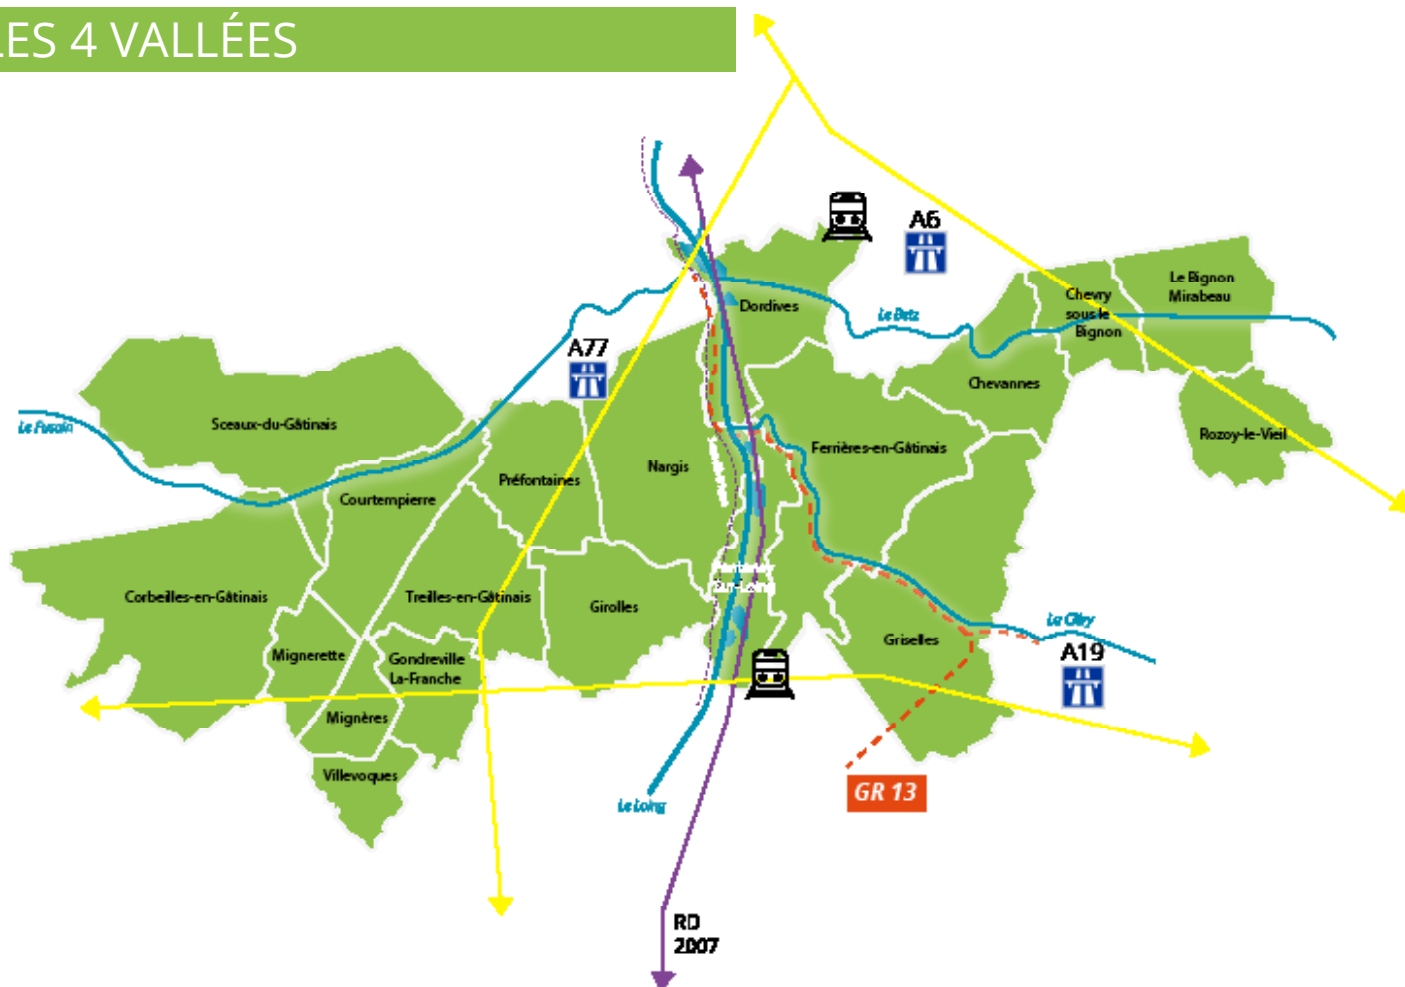 LES 4 VALLÉES
A6
Le Bignon
Mirabeau
Chevry
sous le
Bignon
Dordives
Le Betz
A77
Chevannes
Sceaux-du-Gâtinais
Le Fusain
Rozoy-le-Vieil
Ferrières-en-Gâtinais
Nargis
Préfontaines
Courtempierre
Corbeilles-en-Gâtinais
Treilles-en-Gâtinais
Girolles
Griselles
Le Cléry
A19
Mignerette
Gondreville
La-Franche
Mignères
Villevoques
Le Loing
GR 13
RD
2007